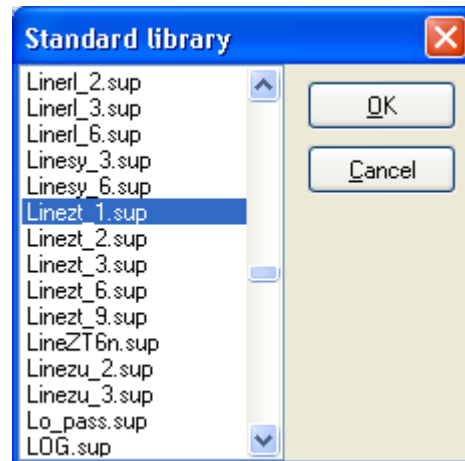 Standard library
Linerl_2.sup
Linerl_3.sup
Linerl_6.sup
Linesy_3.sup
Linesy_6.sup
Linezt_1.sup
Linezt_2.sup
Linezt_3.sup
Linezt_6.sup
Linezt_9.sup
LineZT6n.sup
Linezu_2.sup
Linezu_3.sup
Lo_pass.sup
LOG.sup
OK
Cancel